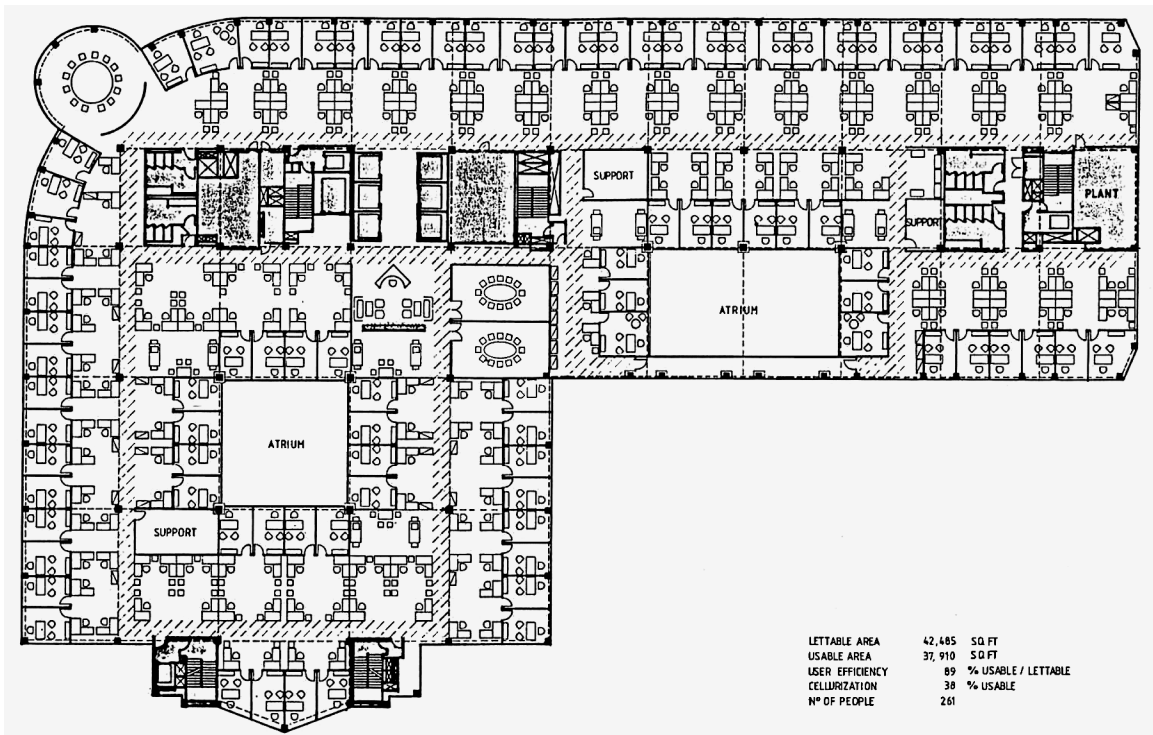 SUPPORT
PLANT
SUPPORT
ATRIUM
ATRIUM
SUPPORT
LETTABLE AREA 42,485 SQ FT
USABLE AREA 37,910 SQ FT
USER EFFICIENCY 89 % USABLE / LETTABLE
CELLURIZATION 38 % USABLE
Nº OF PEOPLE 261